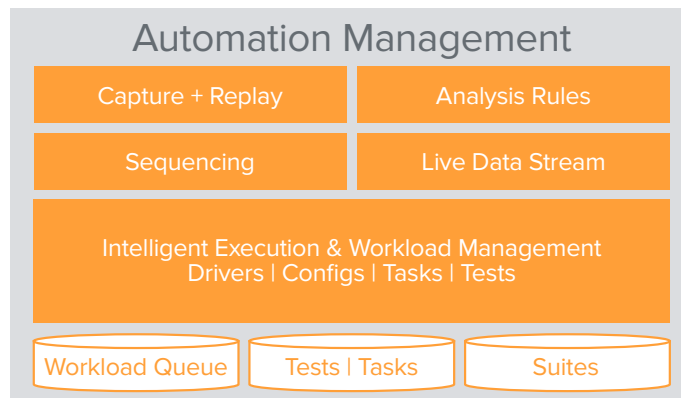 Automation Management
Capture + Replay
Analysis Rules
Sequencing
Live Data Stream
Intelligent Execution & Workload Management
Drivers | Configs | Tasks | Tests
Workload Queue
Tests | Tasks
Suites